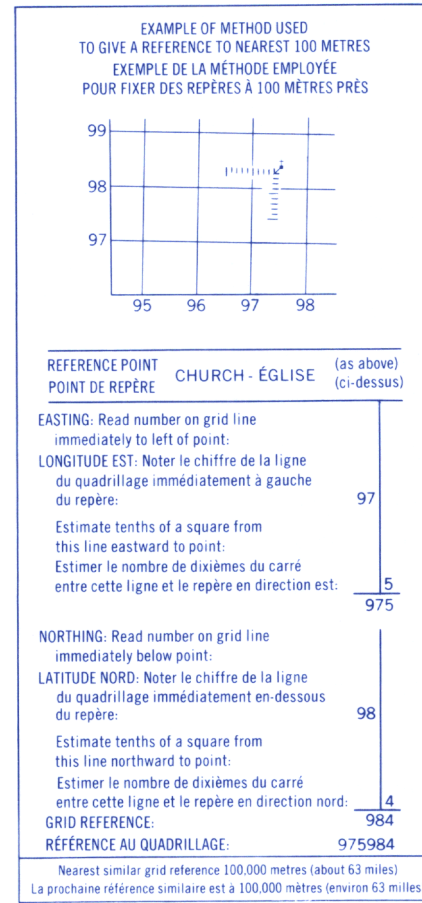 EXAMPLE OF METHOD USED
TO GIVE A REFERENCE TO NEAREST 100 METRES
EXEMPLE DE LA MÉTHODE EMPLOYÉE
POUR FIXER DES REPÈRES À 100 MÈTRES PRÈS
99
98
97
95 96 97 98
REFERENCE POINT
POINT DE REPÈRE
CHURCH - ÉGLISE
(as above)
(ci-dessus)
EASTING: Read number on grid line
immediately to left of point:
LONGITUDE EST: Noter le chiffre de la ligne
du quadrillage immédiatement à gauche
du repère: 97
Estimate tenths of a square from
this line eastward to point:
Estimer le nombre de dixièmes du carré
entre cette ligne et le repère en direction est: 5
975
NORTHING: Read number on grid line
immediately below point:
LATITUDE NORD: Noter le chiffre de la ligne
du quadrillage immédiatement en-dessous
du repère: 98
Estimate tenths of a square from
this line northward to point:
Estimer le nombre de dixièmes du carré
entre cette ligne et le repère en direction nord: 4
GRID REFERENCE: 984
RÉFÉRENCE AU QUADRILLAGE: 975984
Nearest similar grid reference 100,000 metres (about 63 miles)
La prochaine référence similaire est à 100,000 mètres (environ 63 milles